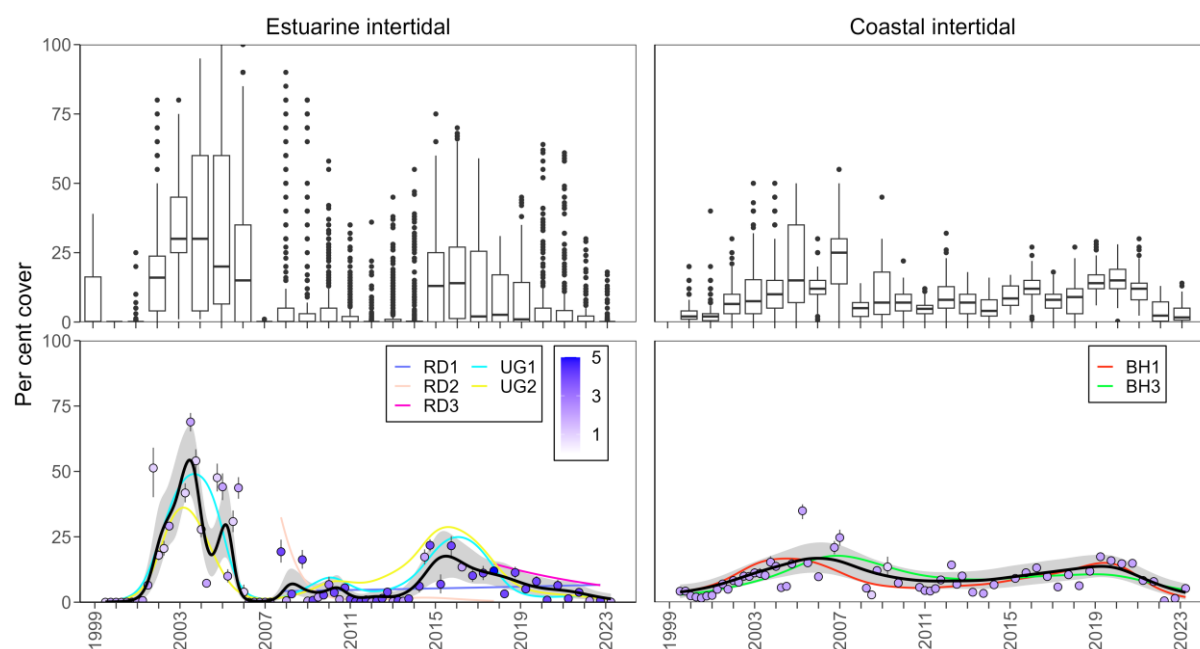 Estuarine intertidal
Coastal intertidal
Per cent cover
100
75
50
25
0
100
75
50
25
0
RD1 UG1
RD2 UG2
RD3
5
3
1
BH1
BH3
1999 2003 2007 2011 2015 2019 2023
1999 2003 2007 2011 2015 2019 2023